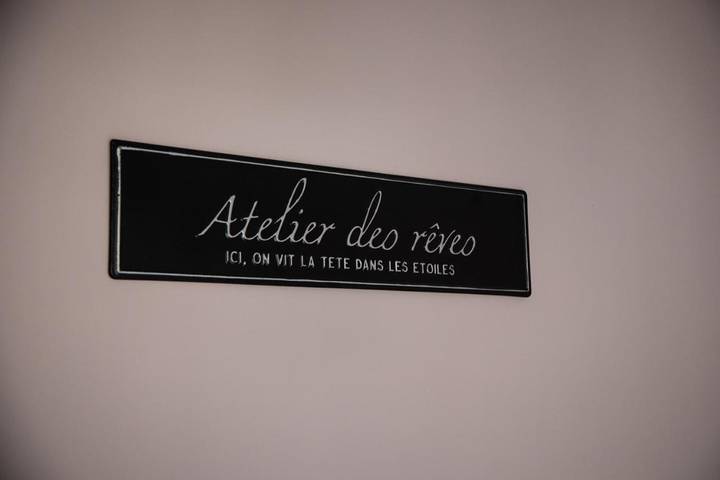 Atelier des rêves
ICI, ON VIT LA TETE DANS LES ETOILES